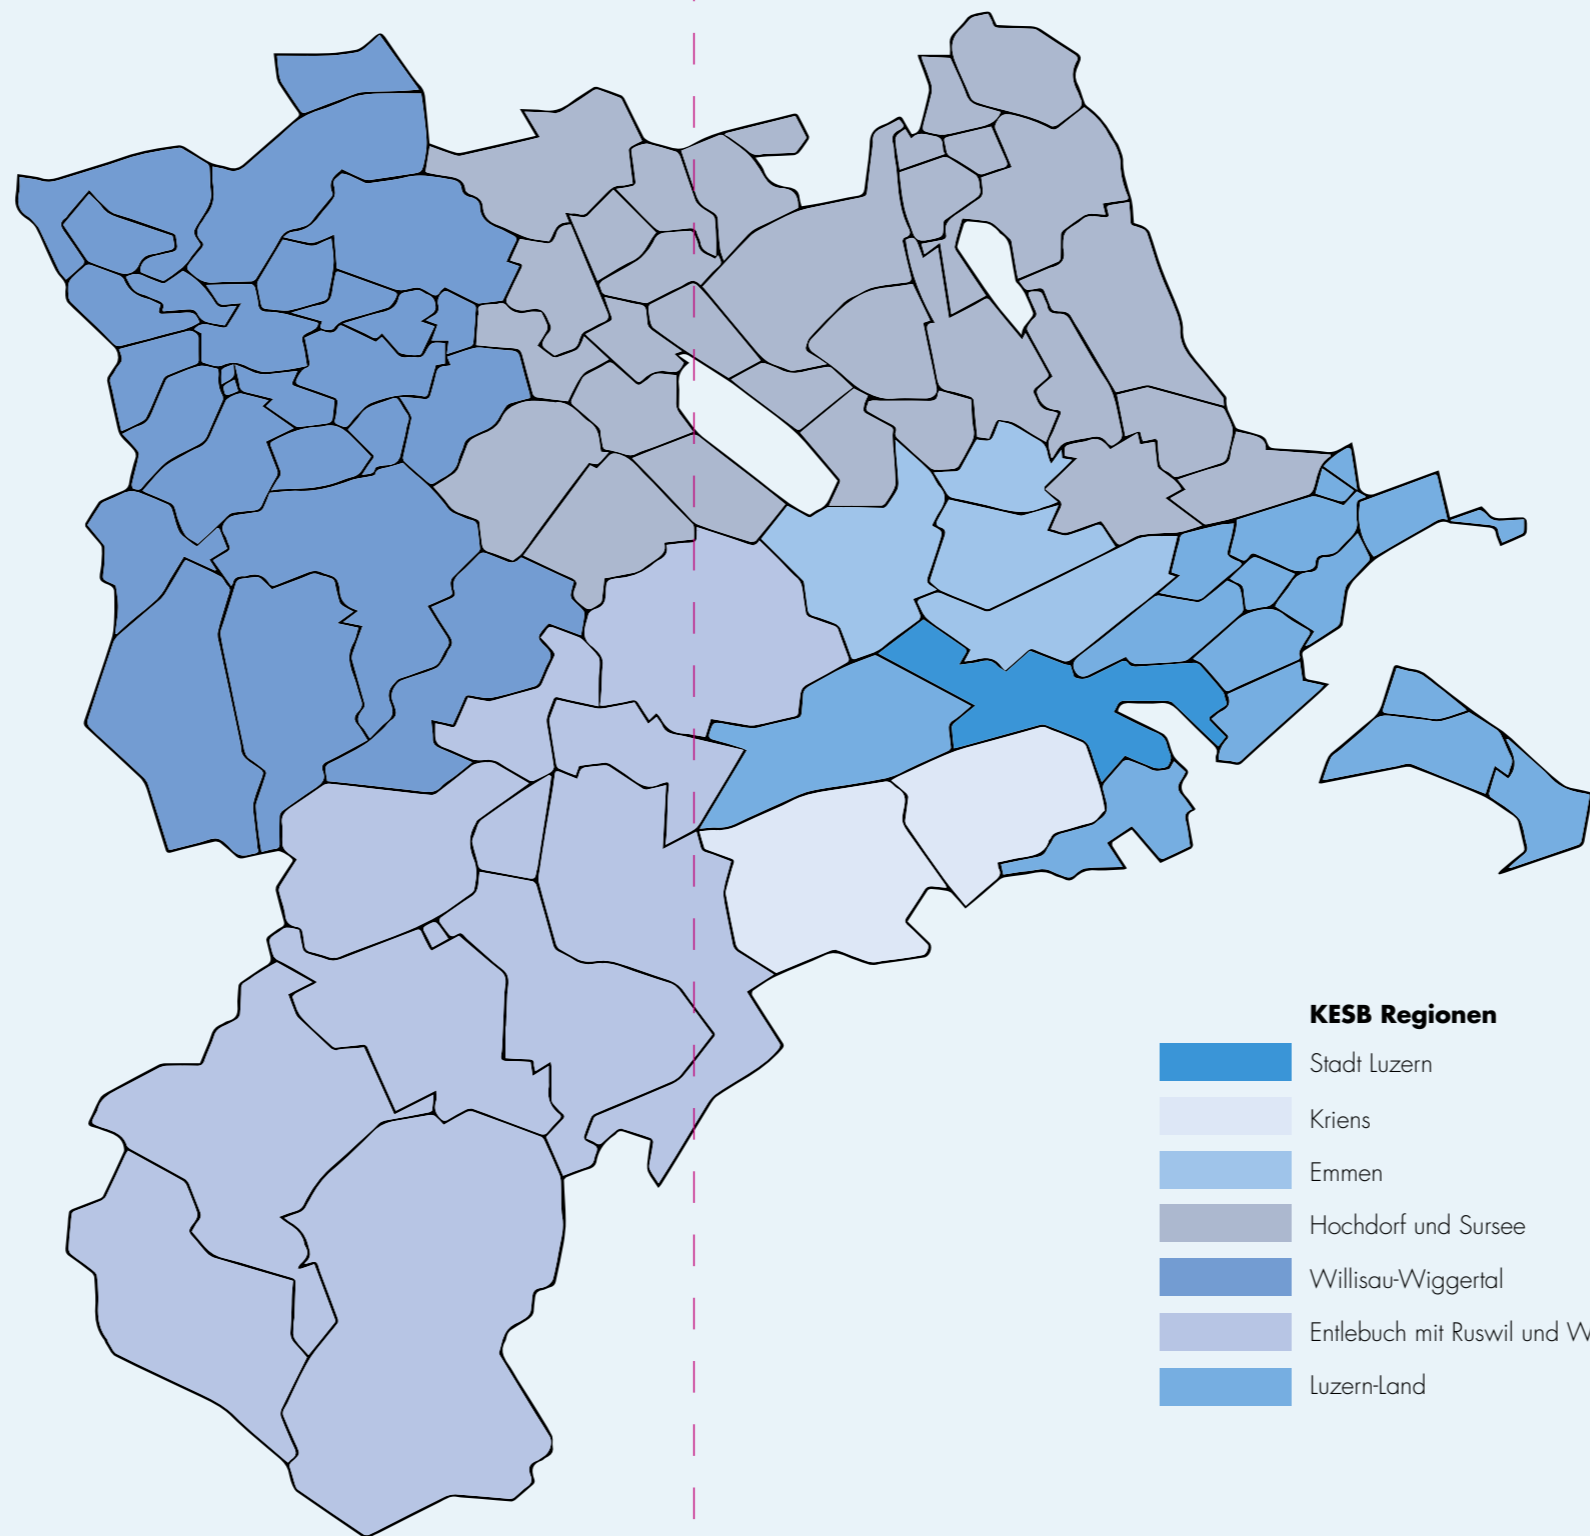 KESB Regionen
Stadt Luzern
Kriens
Emmen
Hochdorf und Sursee
Willisau-Wiggertal
Entlebuch mit Ruswil und
Luzern-Land